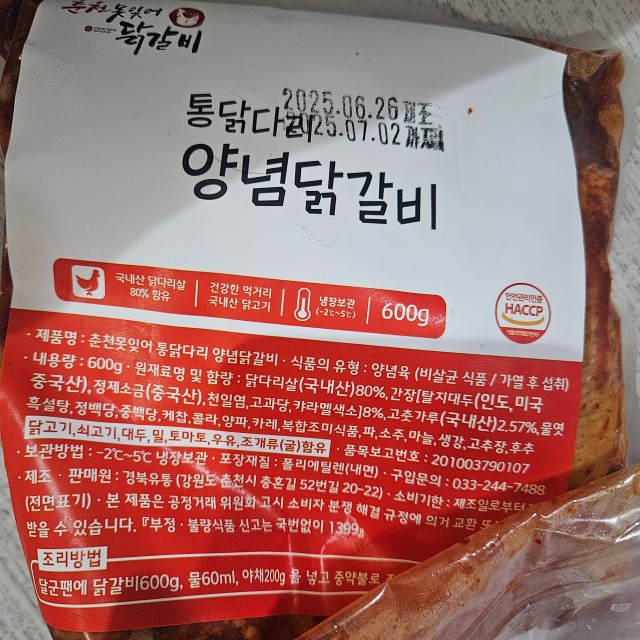 춘천못잊어
닭갈비
2025.06.26 제조
통닭다리
2025.07.02 까지
양념닭갈비
국내산 닭다리살
80% 함유
건강한 먹거리
국내산 닭고기
냉장보관
(-2℃~5℃)
600g
안전관리인증
HACCP
식품의약품안전처
· 제품명 : 춘천못잊어 통닭다리 양념닭갈비 · 식품의 유형 : 양념육 (비살균 식품 / 가열 후 섭취)
· 내용량 : 600g · 원재료명 및 함량 : 닭다리살(국내산)80%, 간장[탈지대두(인도, 미국
중국산), 정제소금(중국산), 천일염, 고과당, 캬라멜색소]8%, 고춧가루(국내산)2.57%, 물엿
흑설탕, 정백당, 중백당, 케찹, 콜라, 양파, 카레, 복합조미식품, 파, 소주, 마늘, 생강, 고추장, 후추
닭고기, 쇠고기, 대두, 밀, 토마토, 우유, 조개류(굴)함유 · 품목보고번호 : 201003790107
· 보관방법 : -2℃~5℃ 냉장보관 · 포장재질 : 폴리에틸렌(내면) · 구입문의 : 033-244-7488
· 제조 · 판매원 : 경북유통 (강원도 춘천시 충혼길 52번길 20-22) · 소비기한 : 제조일로부터
(전면표기) · 본 제품은 공정거래 위원회 고시 소비자 분쟁 해결 규정에 의거 교환 또
받을 수 있습니다. 『부정 · 불량식품 신고는 국번없이 1399』
조리방법
달군팬에 닭갈비600g, 물60ml, 야채200g 을 넣고 중약불로